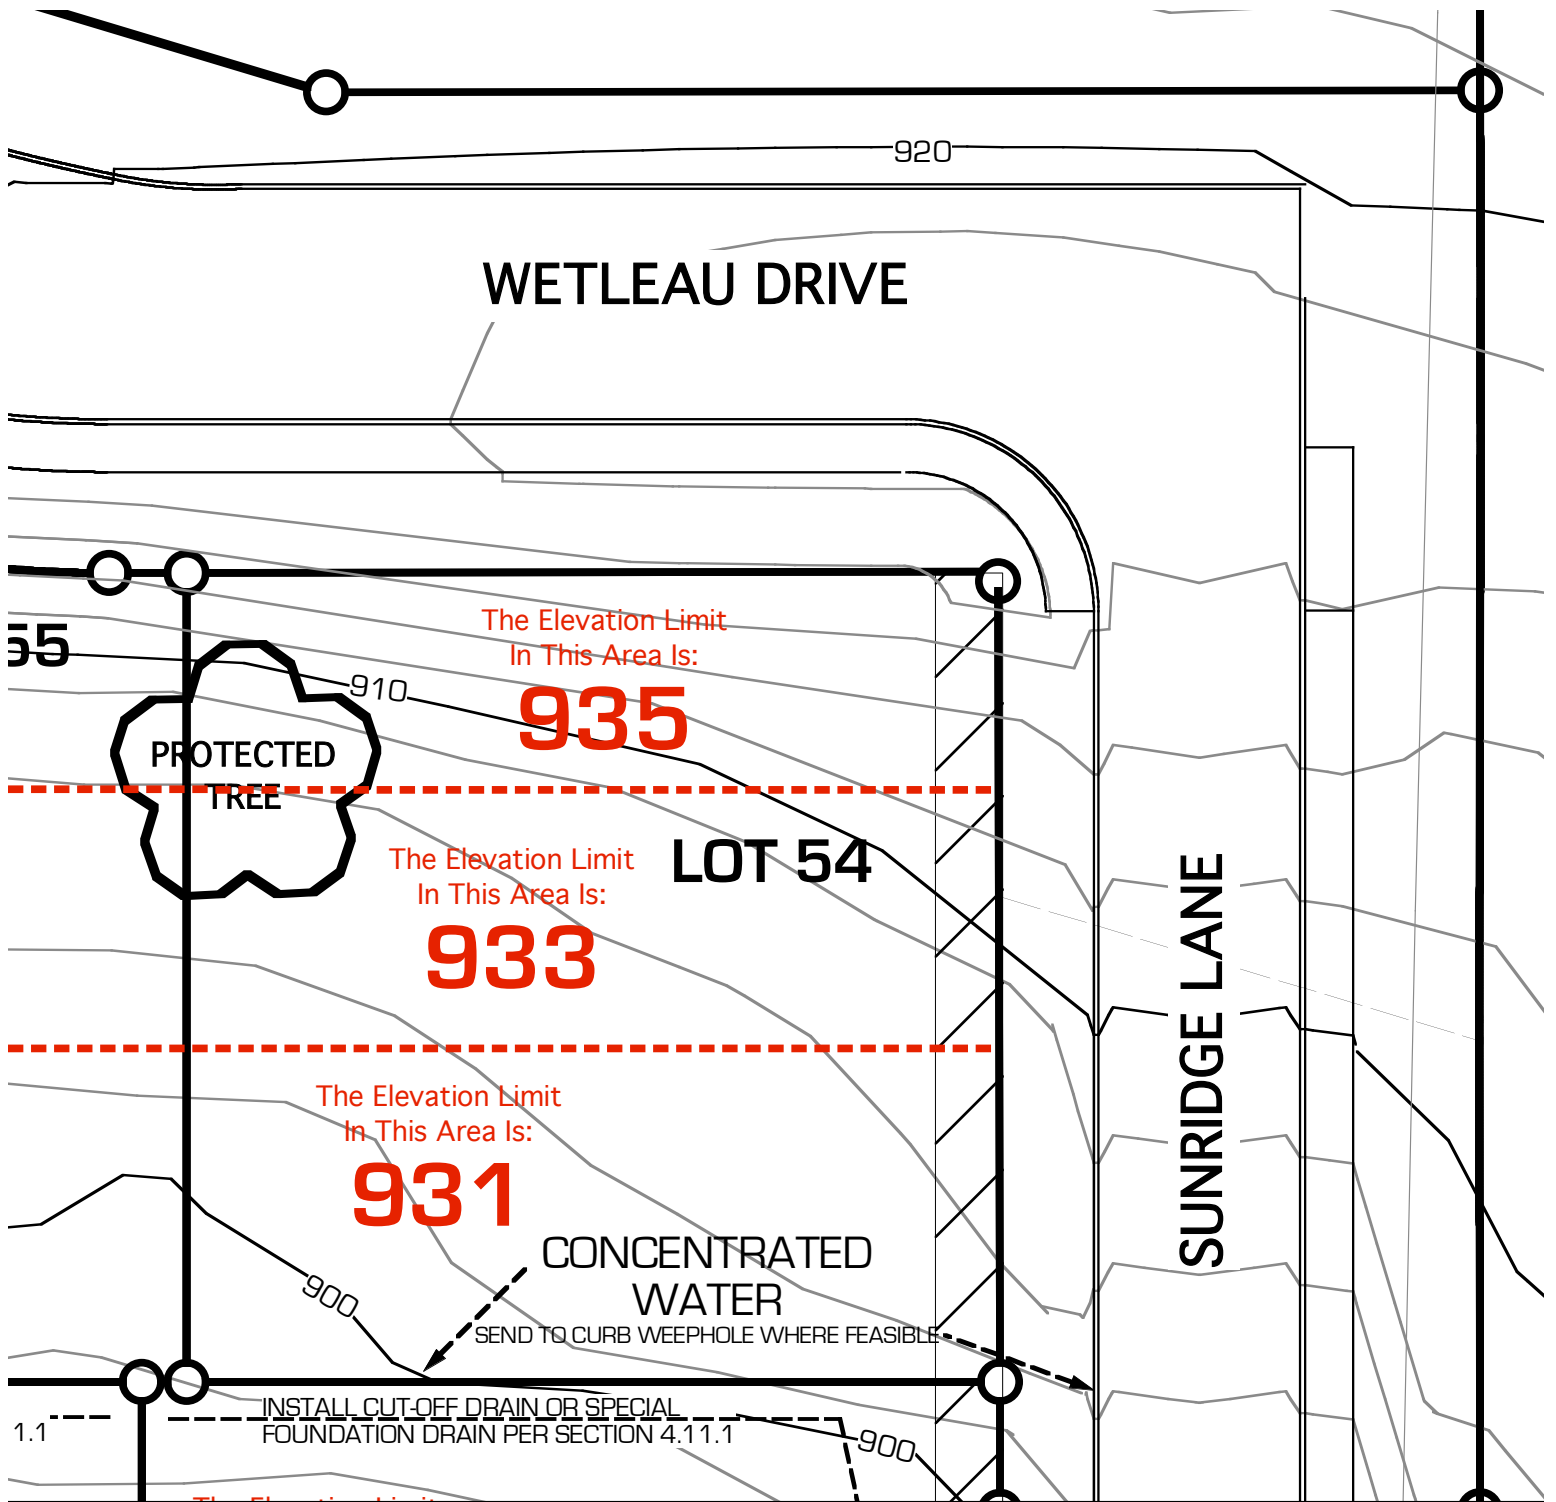 920
WETLEAU DRIVE
The Elevation Limit
In This Area Is:
935
55
910
PROTECTED
TREE
The Elevation Limit
In This Area Is:
933
LOT 54
SUNRIDGE LANE
The Elevation Limit
In This Area Is:
931
CONCENTRATED
WATER
SEND TO CURB WEEPHOLE WHERE FEASIBLE
900
INSTALL CUT-OFF DRAIN OR SPECIAL
FOUNDATION DRAIN PER SECTION 4.11.1
1.1
900
The Elevation Limit